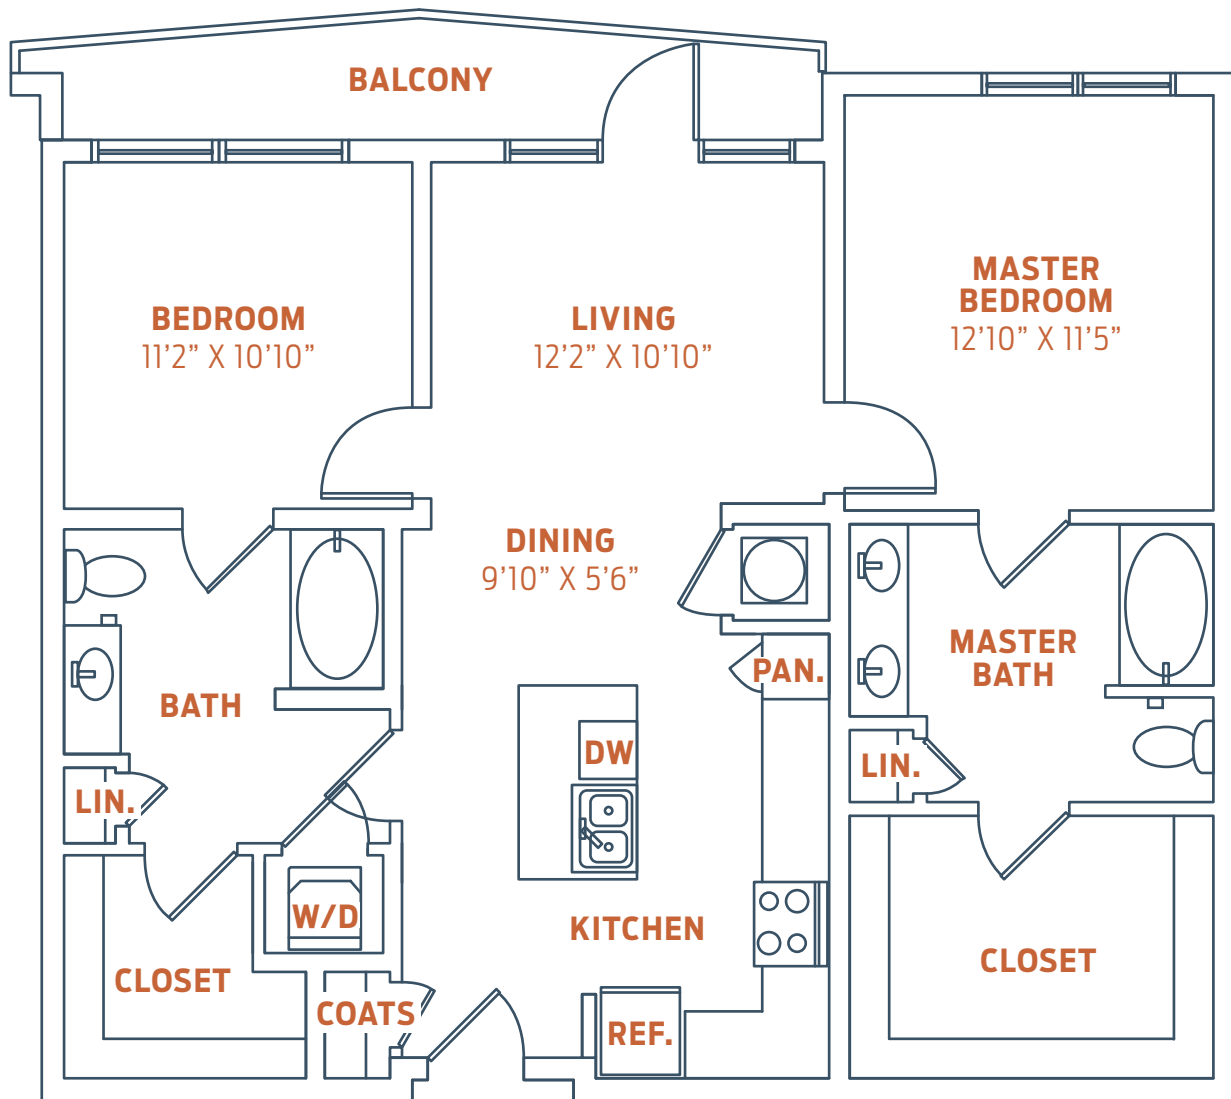 BALCONY
BEDROOM
11’2” X 10’10”
LIVING
12’2” X 10’10”
MASTER
BEDROOM
12’10” X 11’5”
DINING
9’10” X 5’6”
PAN.
MASTER
BATH
BATH
DW
LIN.
LIN.
W/D
KITCHEN
CLOSET
CLOSET
COATS
REF.